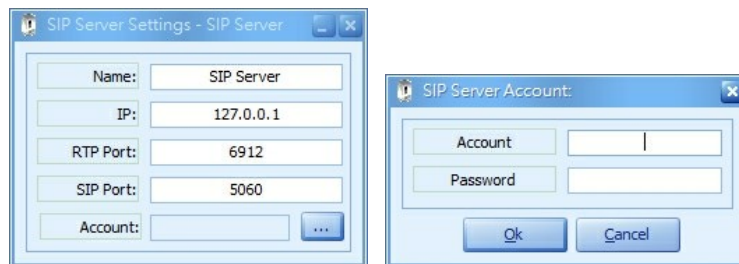 SIP Server Settings - SIP Server
Name: SIP Server
IP: 127.0.0.1
RTP Port: 6912
SIP Port: 5060
Account: ...
SIP Server Account:
Account
Password
Ok Cancel